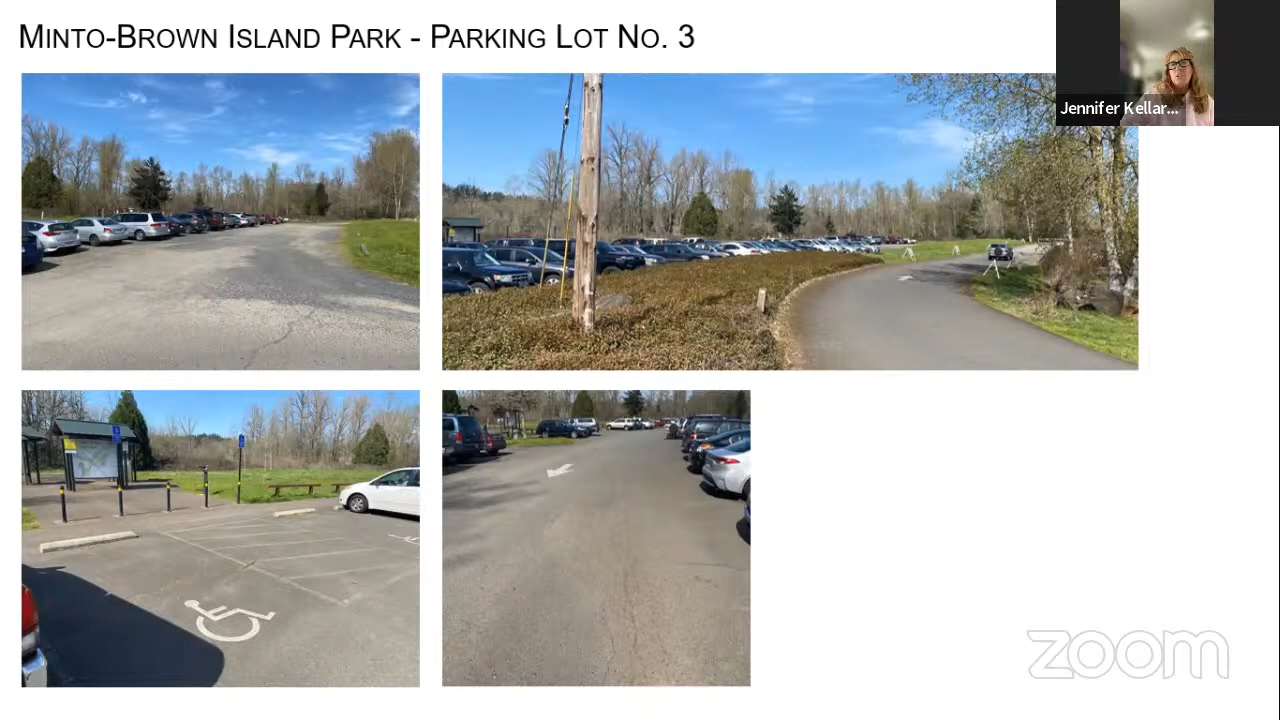 MINTO-BROWN ISLAND PARK - PARKING LOT NO. 3
Jennifer Kellar...
zoom